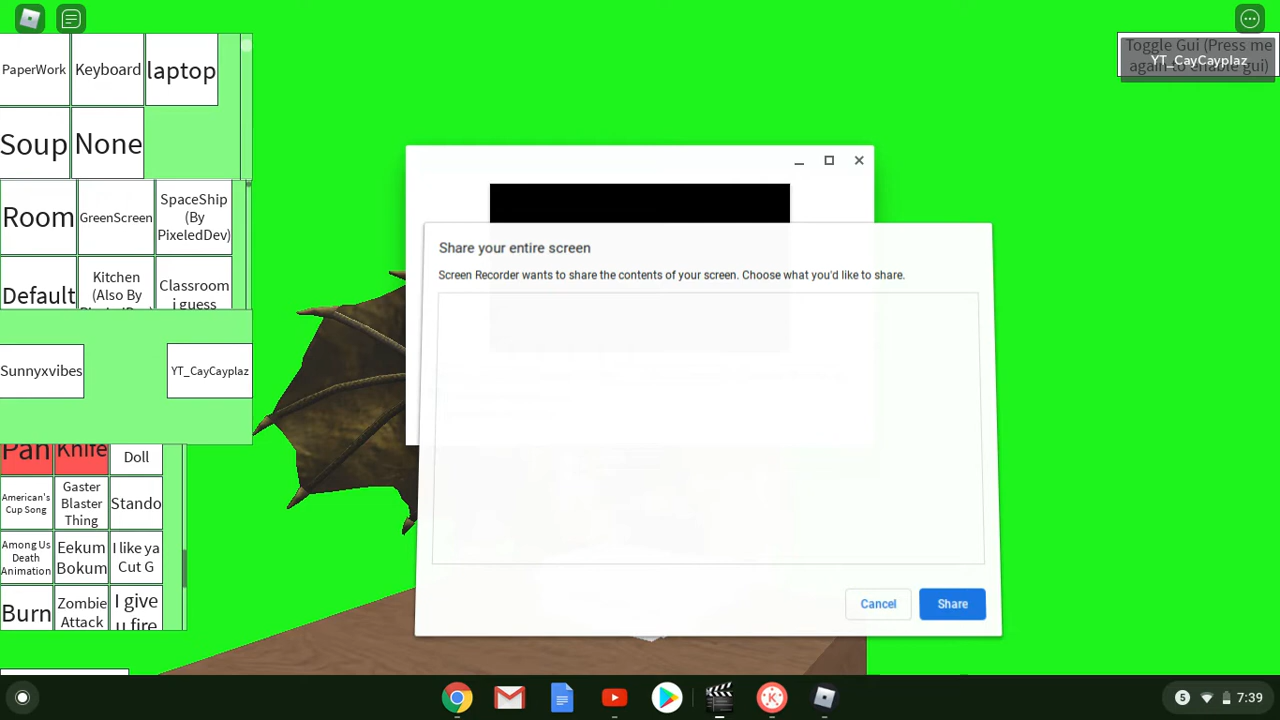 Toggle Gui (Press me
again to enable gui)
YT_CayCayplaz
PaperWork
Keyboard
laptop
Soup
None
Room
GreenScreen
SpaceShip
(By
PixeledDev)
Default
Kitchen
(Also By
Classroom
i guess
Sunnyxvibes
YT_CayCayplaz
Pan
Knife
Doll
American's
Cup Song
Gaster
Blaster
Thing
Stando
Among Us
Death
Animation
Eekum
Bokum
I like ya
Cut G
Burn
Zombie
Attack
I give
u fire
Share your entire screen
Screen Recorder wants to share the contents of your screen. Choose what you'd like to share.
Cancel
Share
5
7:39